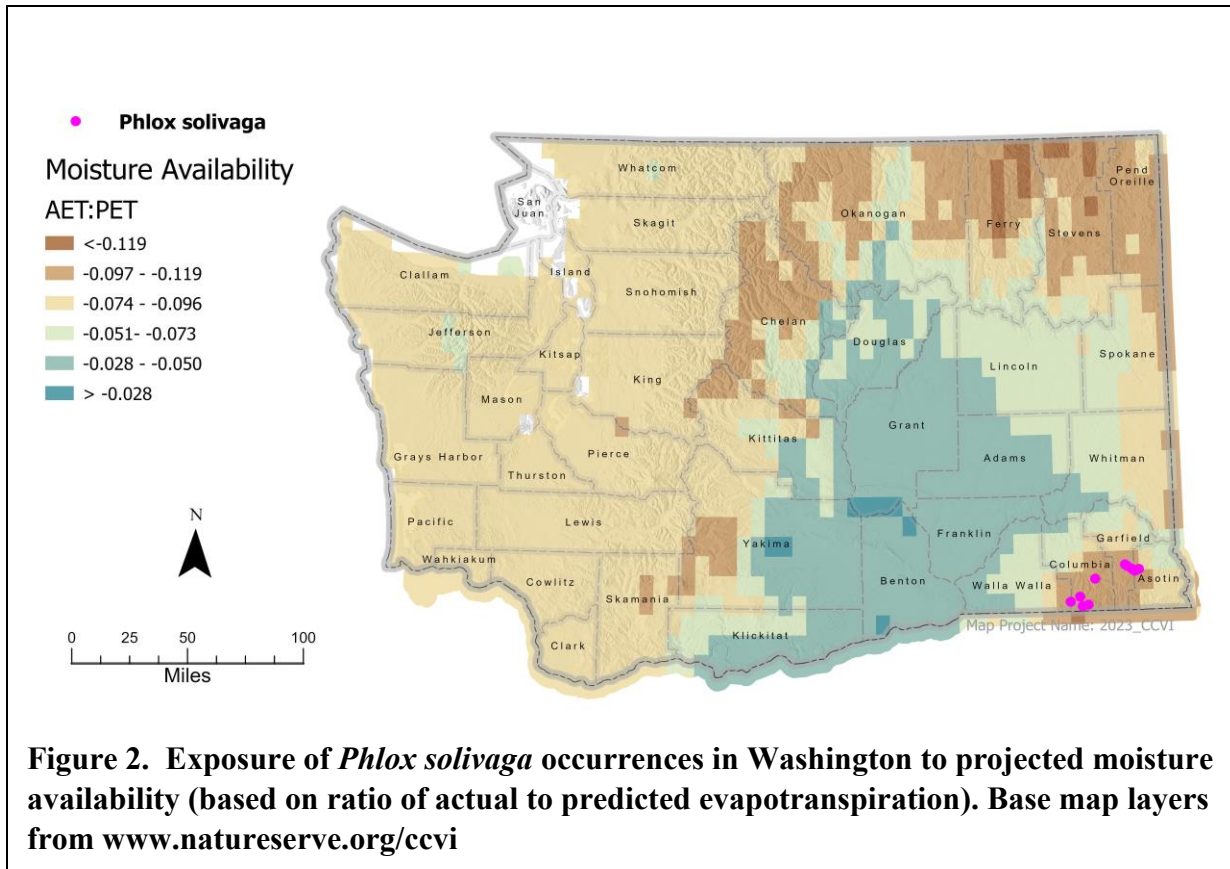 Phlox solivaga
Moisture Availability
AET:PET
<-0.119
-0.097 - -0.119
-0.074 - -0.096
-0.051- -0.073
-0.028 - -0.050
> -0.028
N
0 25 50 100
Miles
Whatcom
San
Juan
Skagit
Island
Clallam
Snohomish
Jefferson
Kitsap
King
Mason
Grays Harbor
Pierce
Thurston
Pacific
Lewis
Wahkiakum
Cowlitz
Skamania
Clark
Okanogan
Ferry
Stevens
Pend
Oreille
Chelan
Douglas
Lincoln
Spokane
Kittitas
Grant
Adams
Whitman
Yakima
Franklin
Benton
Walla Walla
Columbia
Garfield
Asotin
Klickitat
Map Project Name: 2023_CCVI
Figure 2.  Exposure of Phlox solivaga occurrences in Washington to projected moisture
availability (based on ratio of actual to predicted evapotranspiration). Base map layers
from www.natureserve.org/ccvi